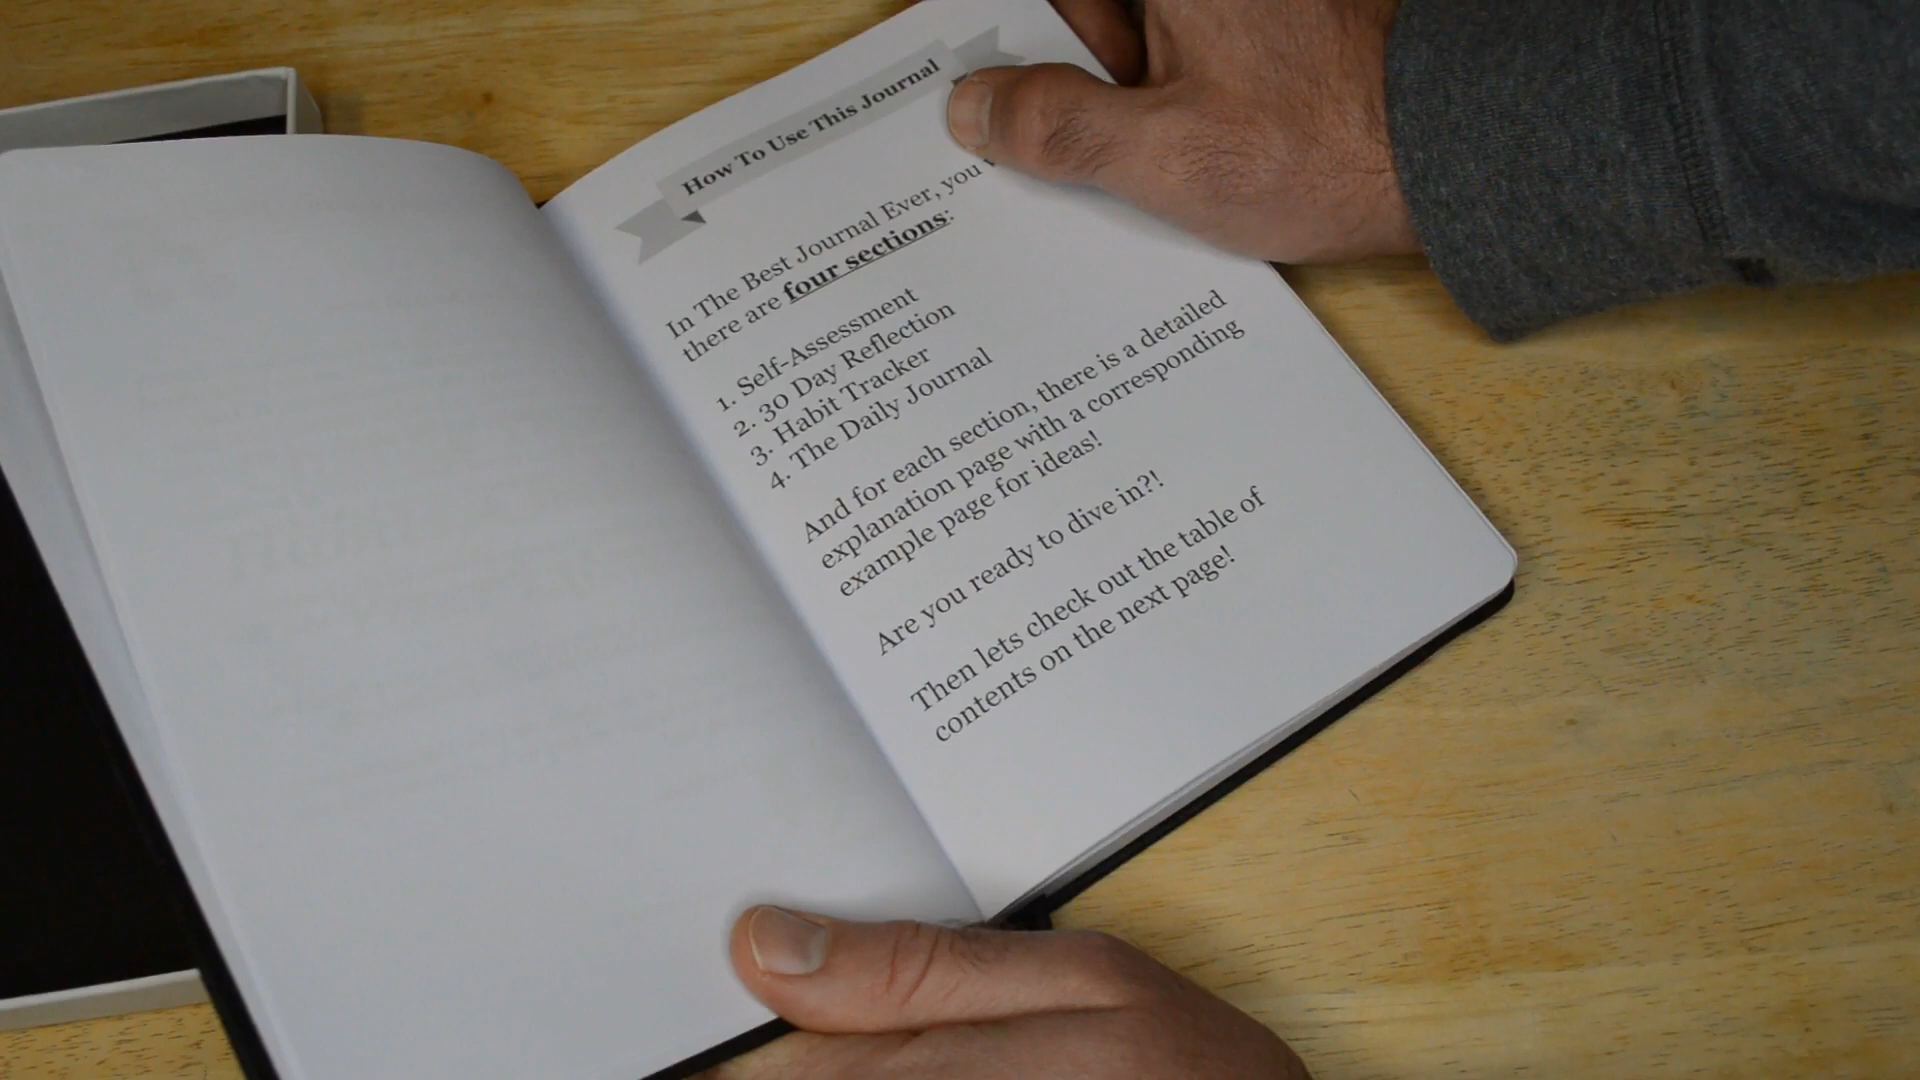 How To Use This Journal
In The Best Journal Ever, you
there are four sections:
1. Self-Assessment
2. 30 Day Reflection
3. Habit Tracker
4. The Daily Journal
And for each section, there is a detailed
explanation page with a corresponding
example page for ideas!
Are you ready to dive in?!
Then lets check out the table of
contents on the next page!